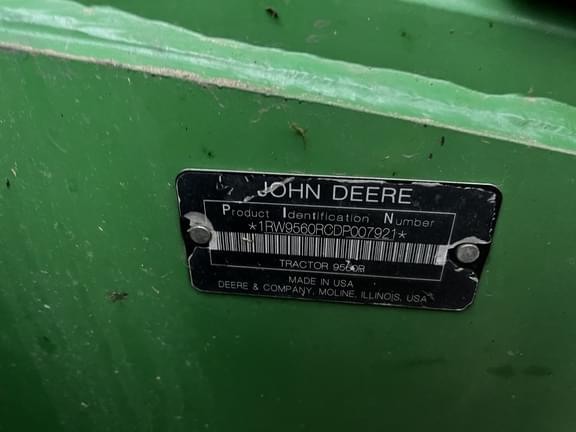 JOHN DEERE
Product Identification Number
*1RW9560RCDP007921*
TRACTOR 9560R
MADE IN USA
DEERE & COMPANY, MOLINE, ILLINOIS, USA